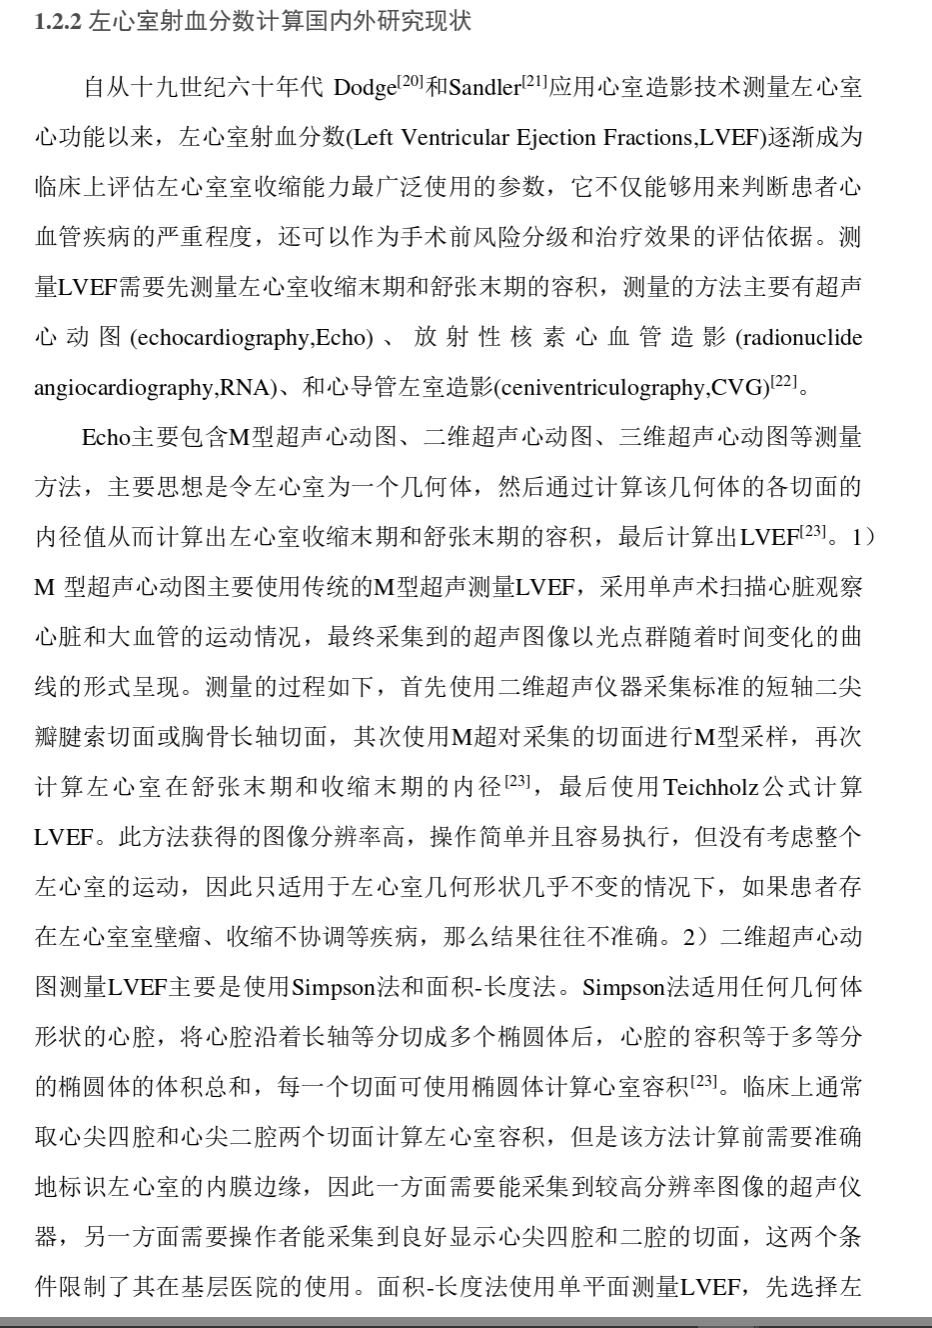 1.2.2 左心室射血分数计算国内外研究现状
自从十九世纪六十年代 Dodge[20]和Sandler[21]应用心室造影技术测量左心室
心功能以来，左心室射血分数(Left Ventricular Ejection Fractions,LVEF)逐渐成为
临床上评估左心室室收缩能力最广泛使用的参数，它不仅能够用来判断患者心
血管疾病的严重程度，还可以作为手术前风险分级和治疗效果的评估依据。测
量LVEF需要先测量左心室收缩末期和舒张末期的容积，测量的方法主要有超声
心动图(echocardiography,Echo)、放射性核素心血管造影(radionuclide
angiocardiography,RNA)、和心导管左室造影(ceniventriculography,CVG)[22]。
Echo主要包含M型超声心动图、二维超声心动图、三维超声心动图等测量
方法，主要思想是令左心室为一个几何体，然后通过计算该几何体的各切面的
内径值从而计算出左心室收缩末期和舒张末期的容积，最后计算出LVEF[23]。1）
M 型超声心动图主要使用传统的M型超声测量LVEF，采用单声术扫描心脏观察
心脏和大血管的运动情况，最终采集到的超声图像以光点群随着时间变化的曲
线的形式呈现。测量的过程如下，首先使用二维超声仪器采集标准的短轴二尖
瓣腱索切面或胸骨长轴切面，其次使用M超对采集的切面进行M型采样，再次
计算左心室在舒张末期和收缩末期的内径[23]，最后使用Teichholz公式计算
LVEF。此方法获得的图像分辨率高，操作简单并且容易执行，但没有考虑整个
左心室的运动，因此只适用于左心室几何形状几乎不变的情况下，如果患者存
在左心室室壁瘤、收缩不协调等疾病，那么结果往往不准确。2）二维超声心动
图测量LVEF主要是使用Simpson法和面积-长度法。Simpson法适用任何几何体
形状的心腔，将心腔沿着长轴等分切成多个椭圆体后，心腔的容积等于多等分
的椭圆体的体积总和，每一个切面可使用椭圆体计算心室容积[23]。临床上通常
取心尖四腔和心尖二腔两个切面计算左心室容积，但是该方法计算前需要准确
地标识左心室的内膜边缘，因此一方面需要能采集到较高分辨率图像的超声仪
器，另一方面需要操作者能采集到良好显示心尖四腔和二腔的切面，这两个条
件限制了其在基层医院的使用。面积-长度法使用单平面测量LVEF，先选择左